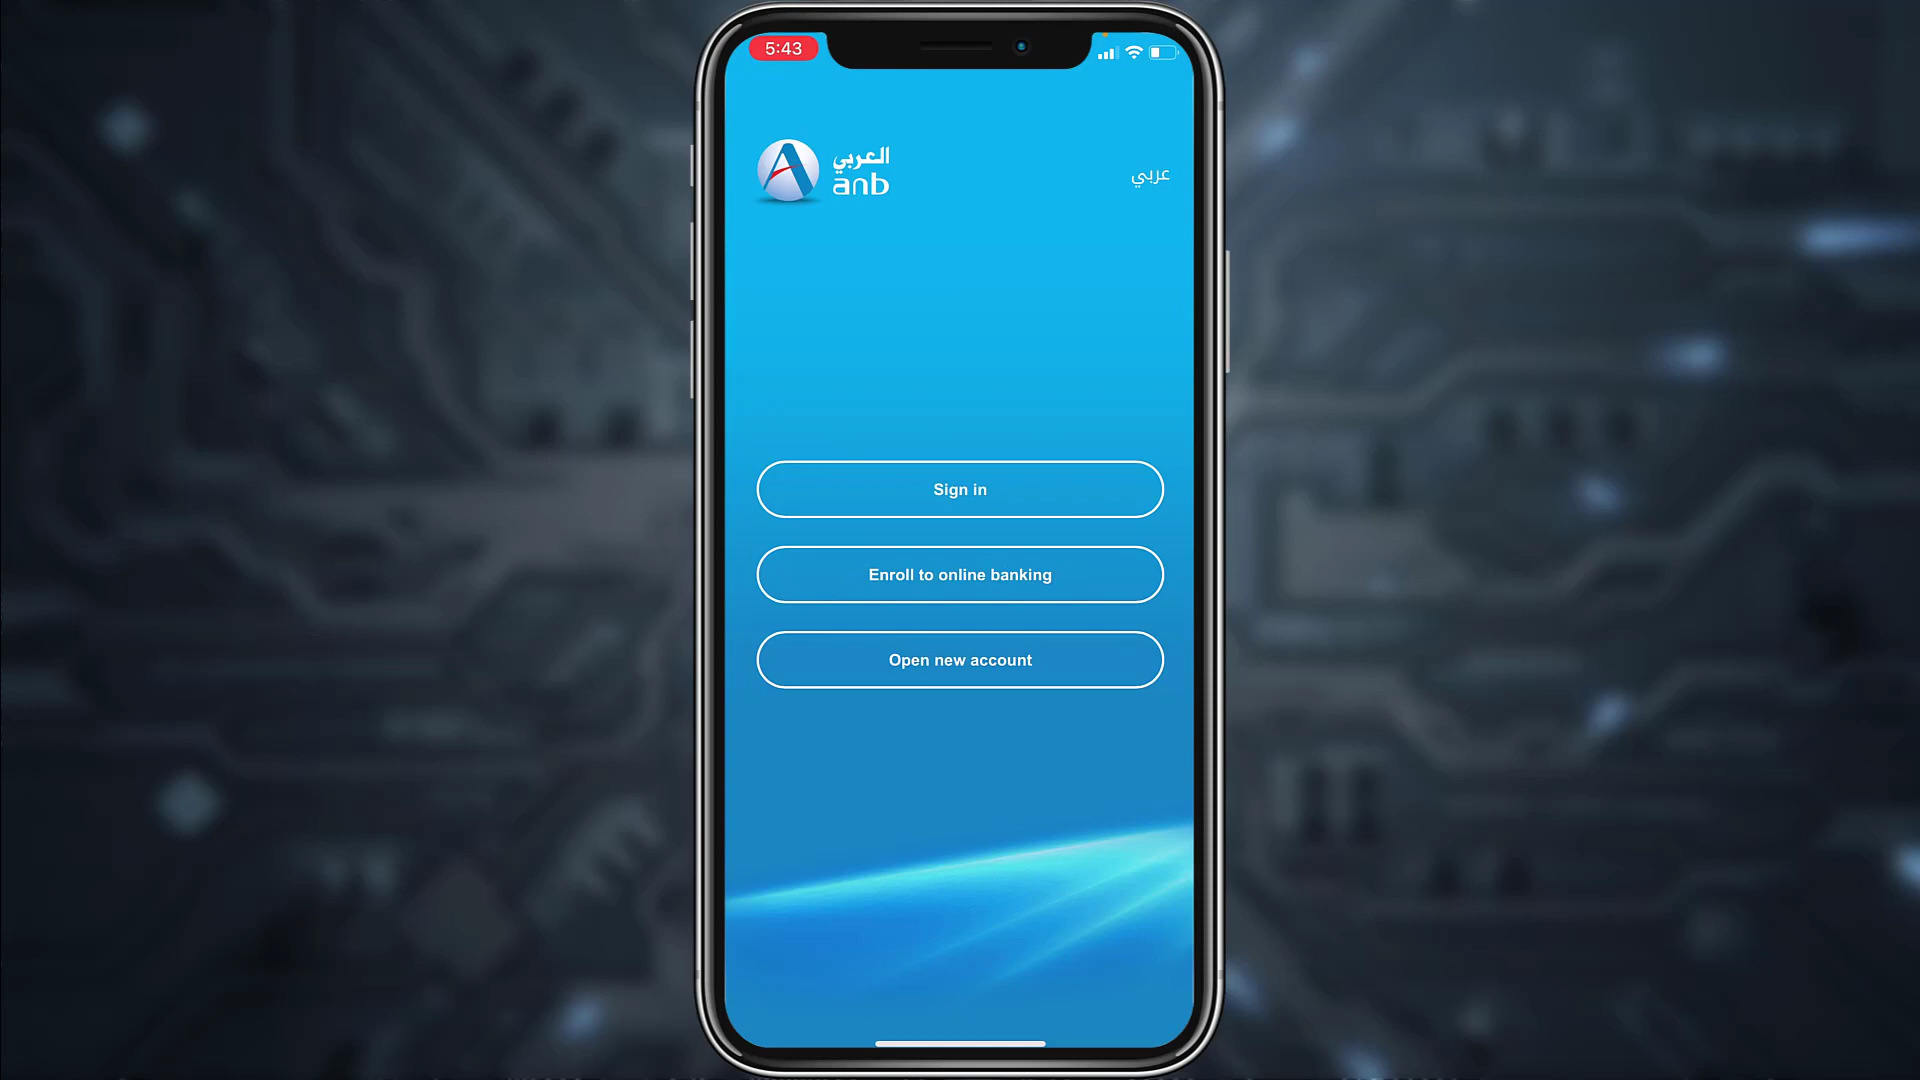 5:43
العربي
anb
عربي
Sign in
Enroll to online banking
Open new account